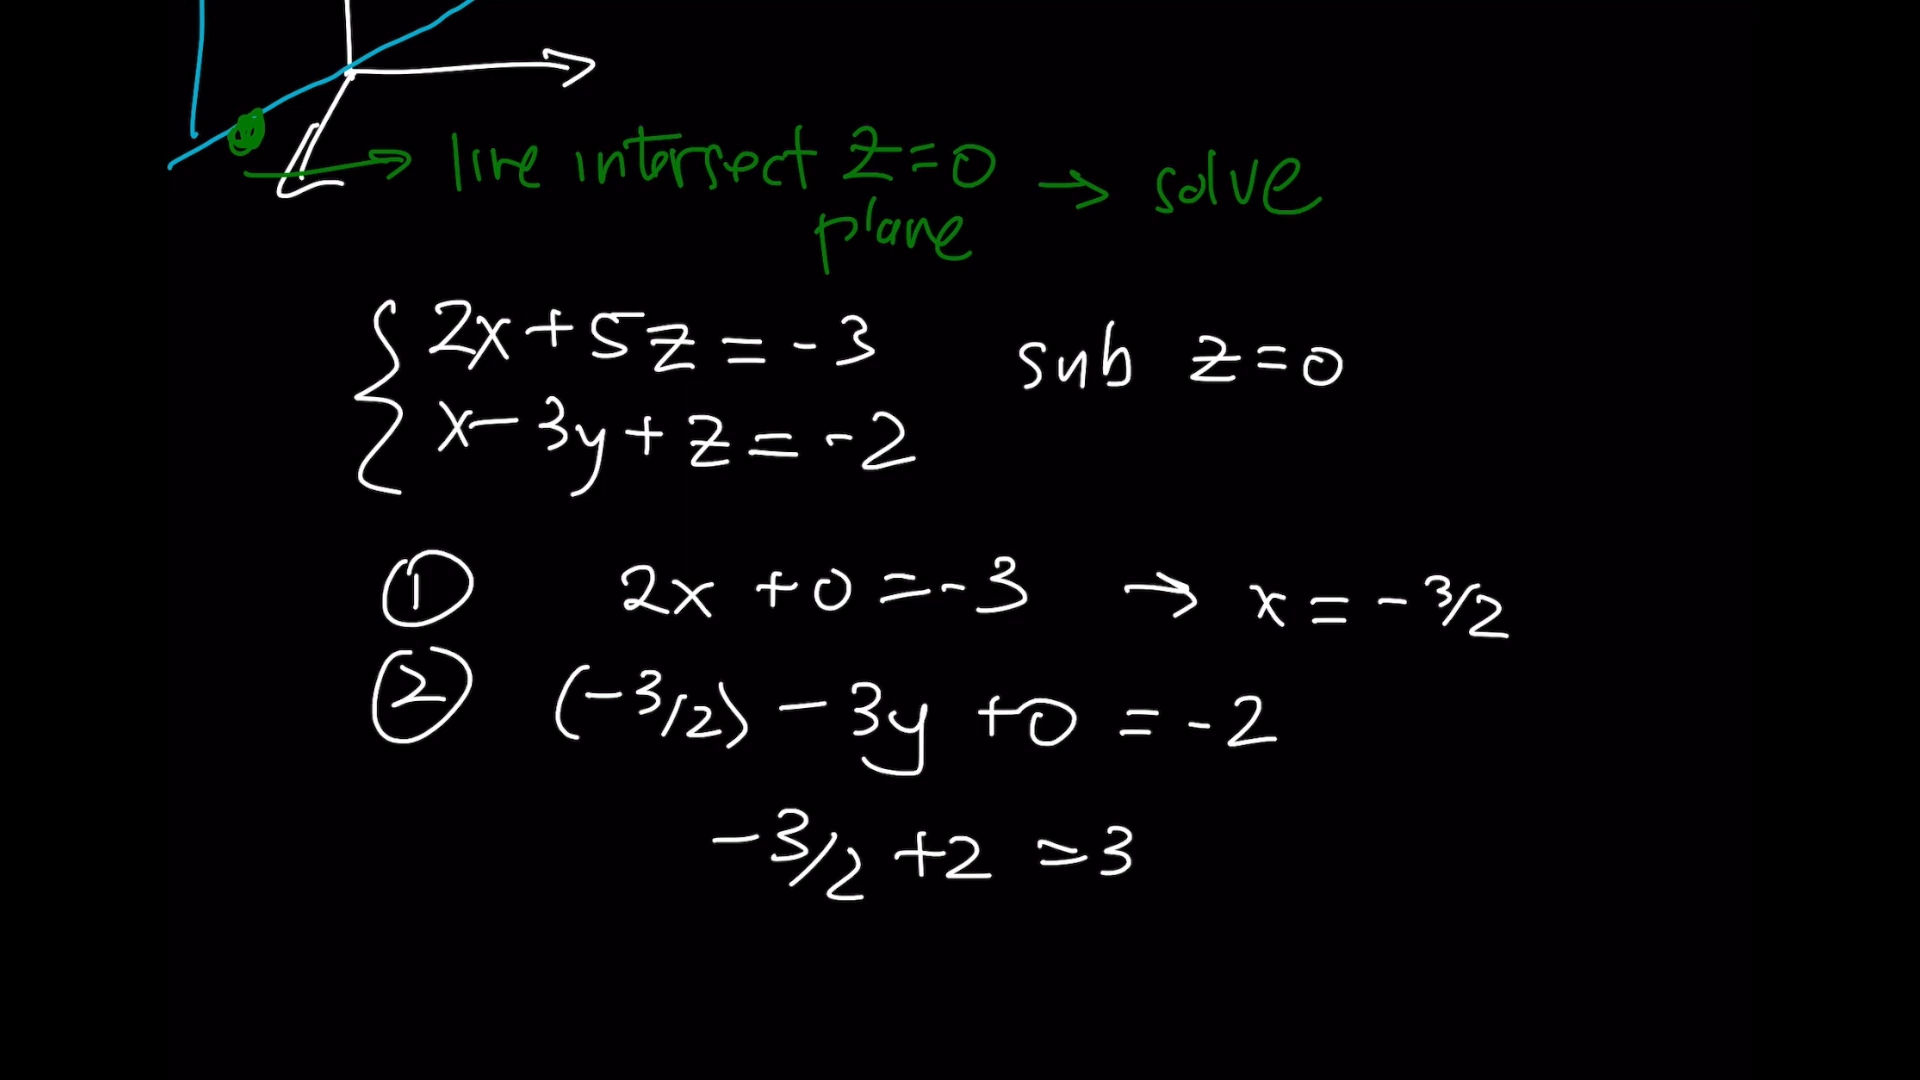 line intersect z=0 → solve
plane
2x+5z=-3 sub z=0
x-3y+z=-2
① 2x+0=-3 → x=-3/2
② (-3/2)-3y+0=-2
-3/2+2=3